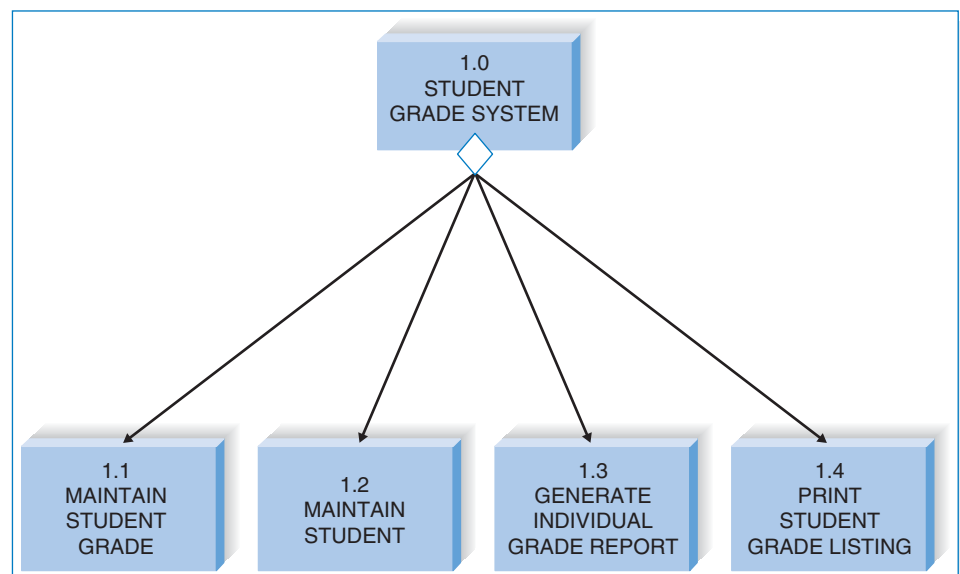 1.0
STUDENT
GRADE SYSTEM
1.1
MAINTAIN
STUDENT
GRADE
1.2
MAINTAIN
STUDENT
1.3
GENERATE
INDIVIDUAL
GRADE REPORT
1.4
PRINT
STUDENT
GRADE LISTING